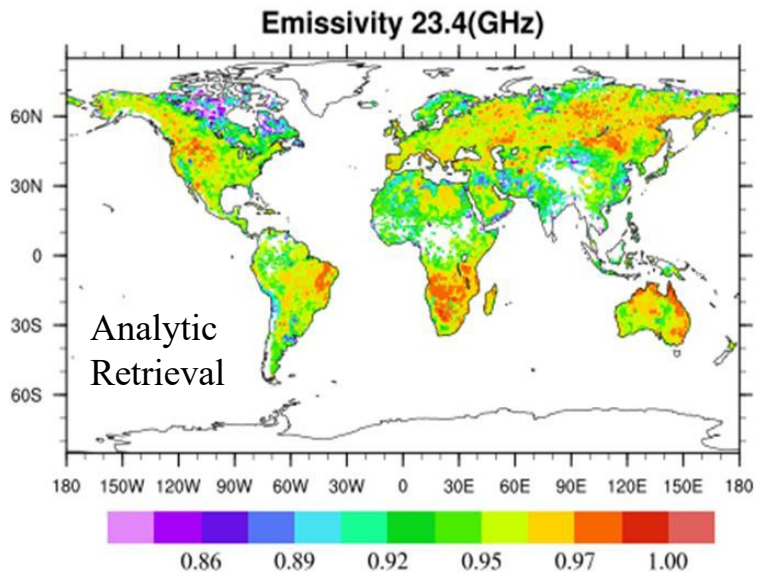 Emissivity 23.4(GHz)
60N
30N
0
30S
60S
Analytic
Retrieval
180 150W 120W 90W 60W 30W 0 30E 60E 90E 120E 150E 180
0.86 0.89 0.92 0.95 0.97 1.00